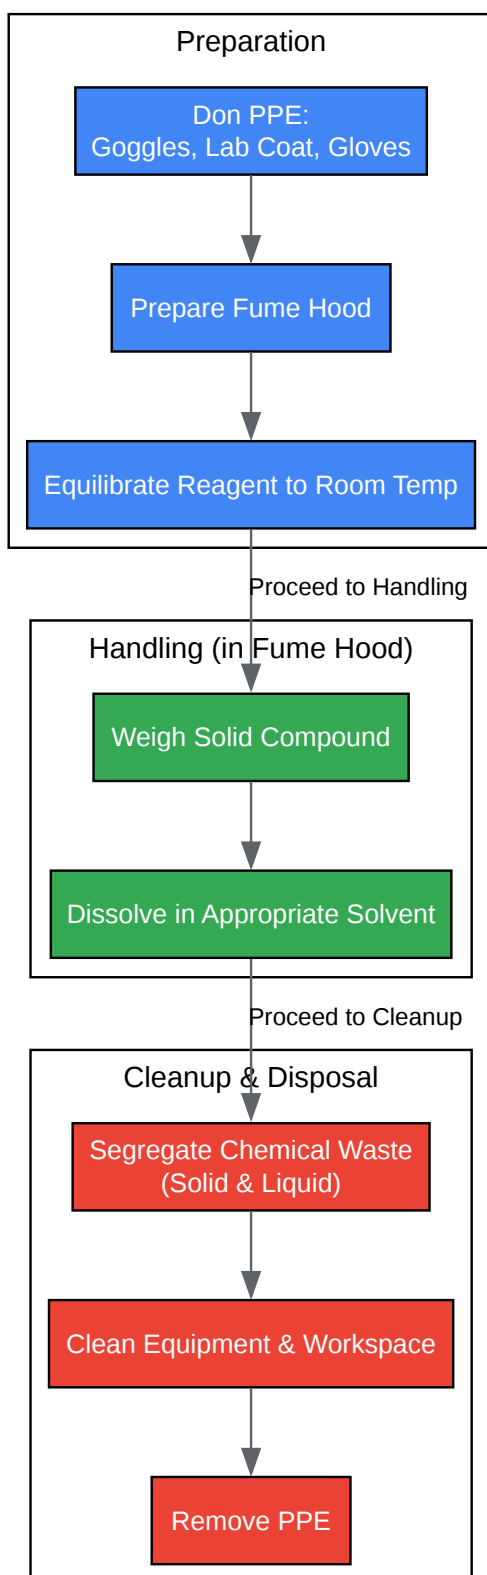 Preparation
Don PPE:
Goggles, Lab Coat, Gloves
Prepare Fume Hood
Equilibrate Reagent to Room Temp
Proceed to Handling
Handling (in Fume Hood)
Weigh Solid Compound
Dissolve in Appropriate Solvent
Proceed to Cleanup
Cleanup & Disposal
Segregate Chemical Waste
(Solid & Liquid)
Clean Equipment & Workspace
Remove PPE